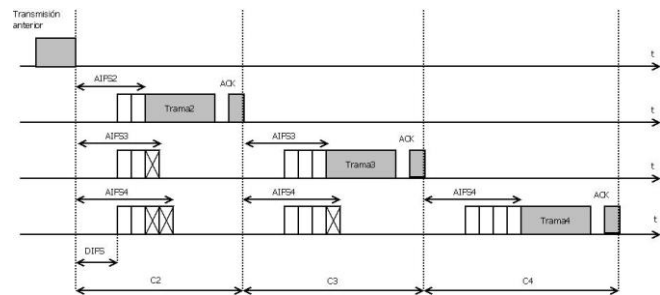 Transmisión
anterior
t
AIFS2
ACK
Trama2
t
AIFS3
AIFS3
ACK
Trama3
t
AIFS4
AIFS4
AIFS4
ACK
Trama4
t
DIFS
C2
C3
C4